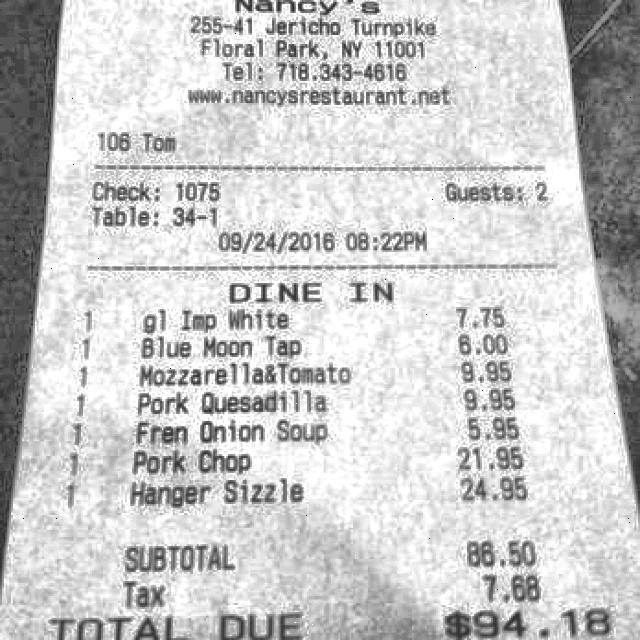 Nancy's
255-41 Jericho Turnpike
Floral Park, NY 11001
Tel: 718.343-4616
www.nancysrestaurant.net
106 Tom
Check: 1075 Guests: 2
Table: 34-1
09/24/2016 08:22PM
DINE IN
1 gl Imp White 7.75
1 Blue Moon Tap 6.00
1 Mozzarella&Tomato 9.95
1 Pork Quesadilla 9.95
1 Fren Onion Soup 5.95
1 Pork Chop 21.95
1 Hanger Sizzle 24.95
SUBTOTAL 86.50
Tax 7.68
TOTAL DUE $94.18